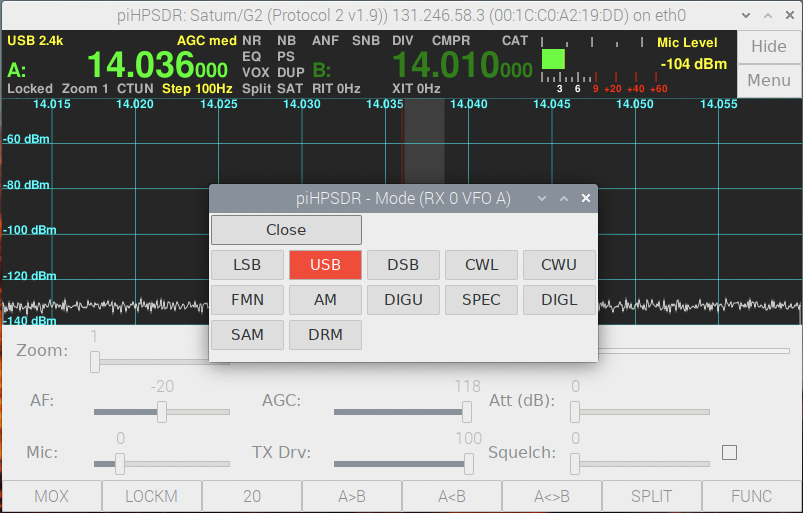 piHPSDR: Saturn/G2 (Protocol 2 v1.9)) 131.246.58.3 (00:1C:C0:A2:19:DD) on eth0
USB 2.4k AGC med NR NB ANF SNB DIV CMPR CAT Mic Level Hide
A: 14.036000 EQ PS B: 14.010000 -104 dBm
VOX DUP
Locked Zoom 1 CTUN Step 100Hz Split SAT RIT 0Hz XIT 0Hz 3 6 9 +20 +40 +60 Menu
14.015 14.020 14.025 14.030 14.035 14.040 14.045 14.050 14.055
-60 dBm
-80 dBm
-100 dBm
-120 dBm
-140 dBm
piHPSDR - Mode (RX 0 VFO A)
Close
LSB USB DSB CWL CWU
FMN AM DIGU SPEC DIGL
SAM DRM
Zoom: 1
AF: -20 AGC: 118 Att (dB): 0
Mic: 0 TX Drv: 100 Squelch: 0
MOX LOCKM 20 A>B A<B A<>B SPLIT FUNC